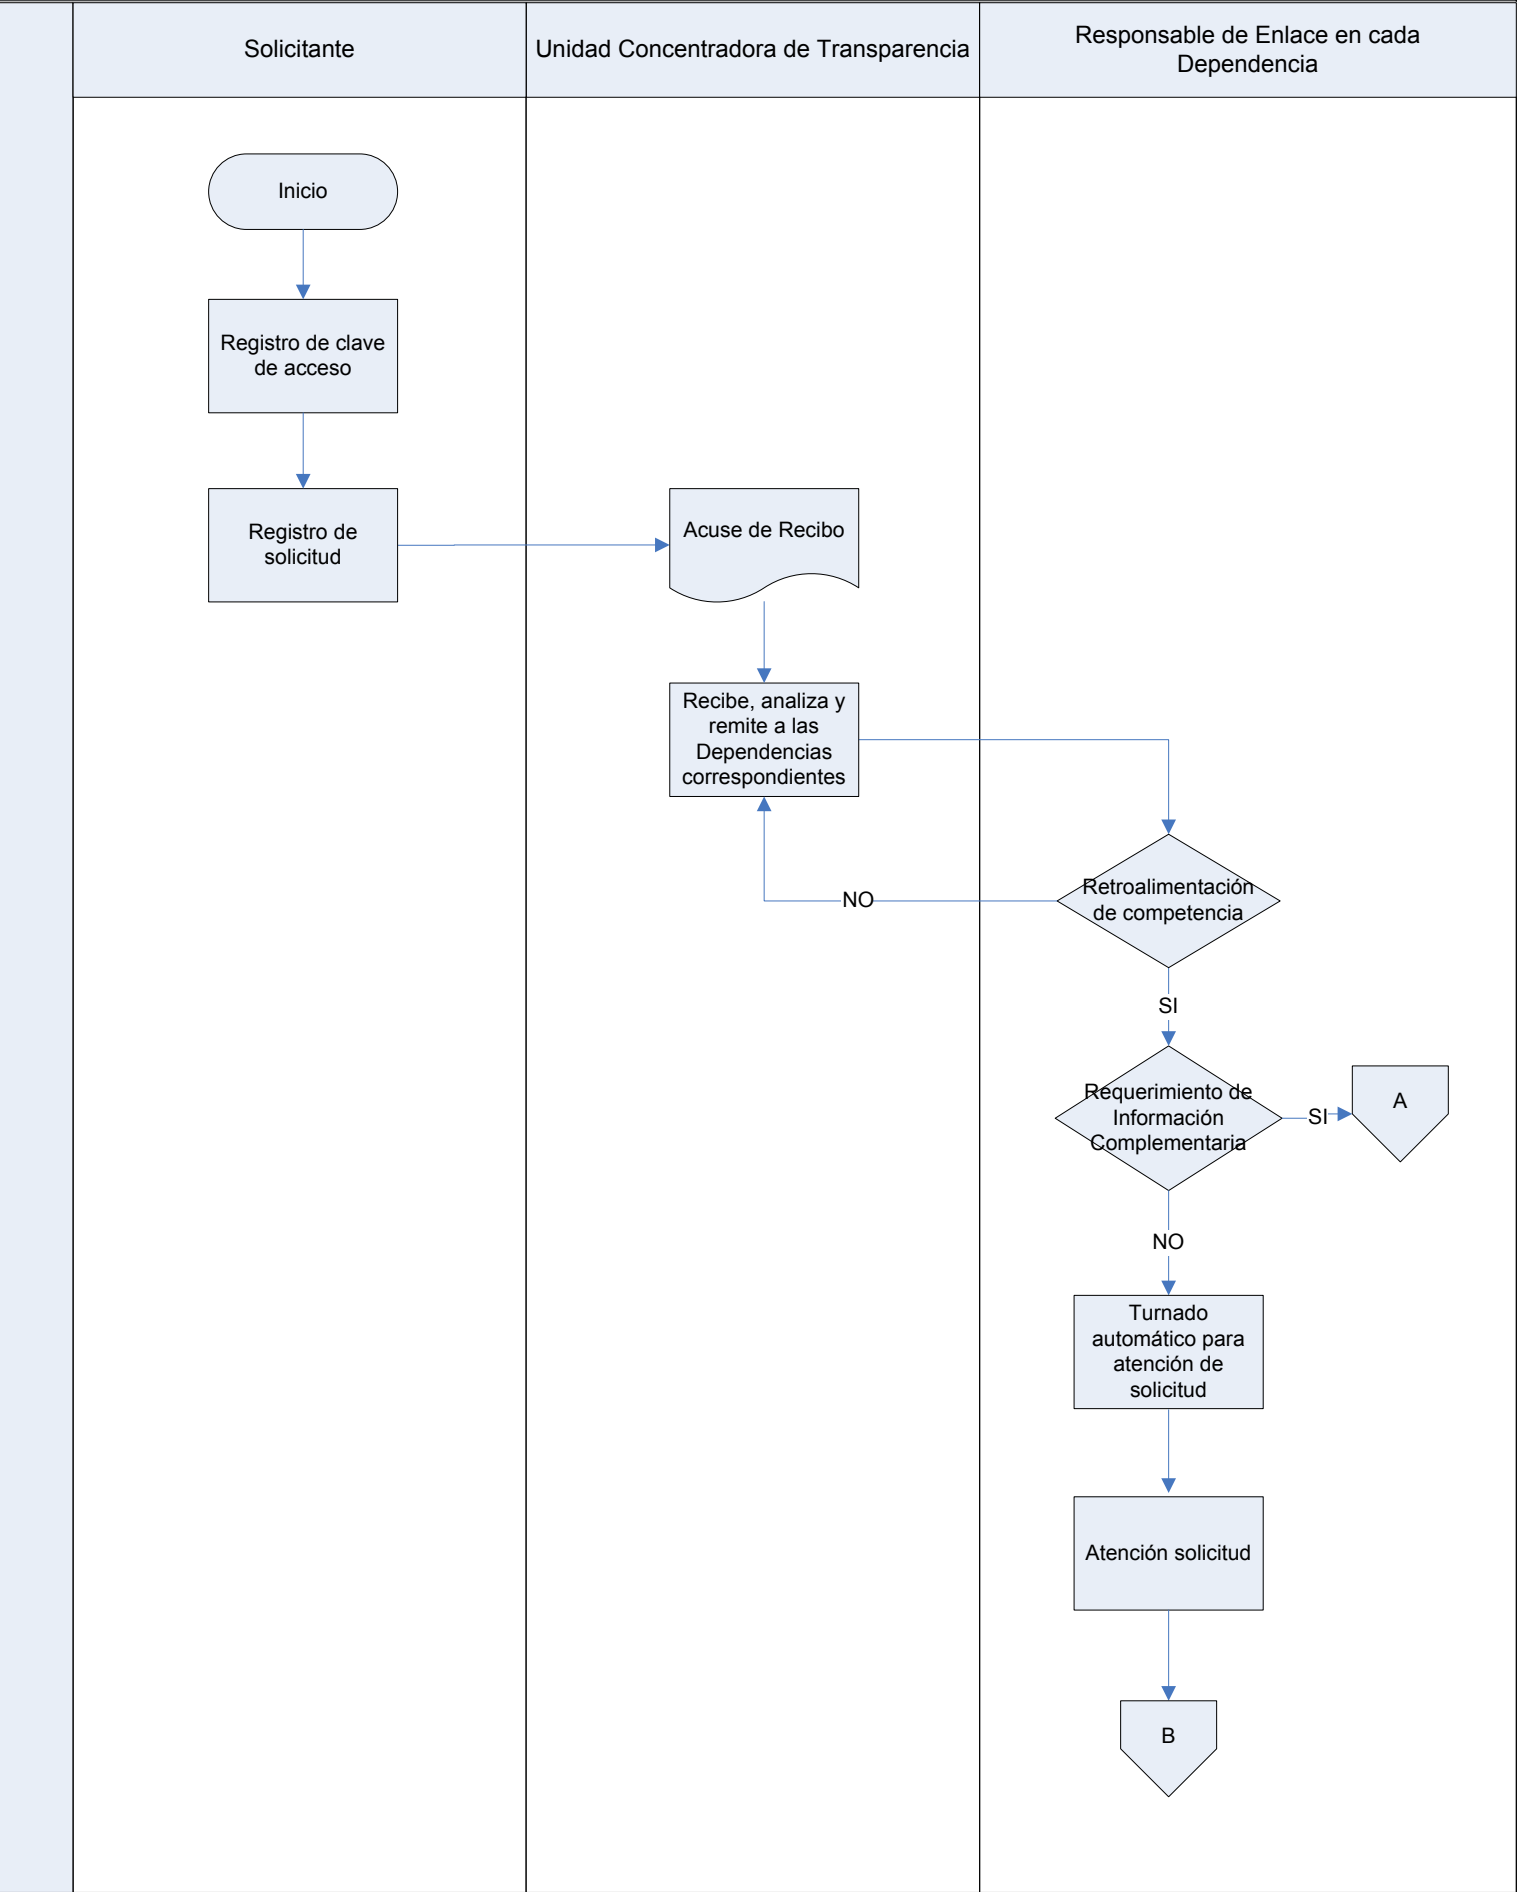 Solicitante
Unidad Concentradora de Transparencia
Responsable de Enlace en cada
Dependencia
Inicio
Registro de clave
de acceso
Registro de
solicitud
Acuse de Recibo
Recibe, analiza y
remite a las
Dependencias
correspondientes
Retroalimentación
de competencia
NO
SI
Requerimiento de
Información
Complementaria
SI
A
NO
Turnado
automático para
atención de
solicitud
Atención solicitud
B